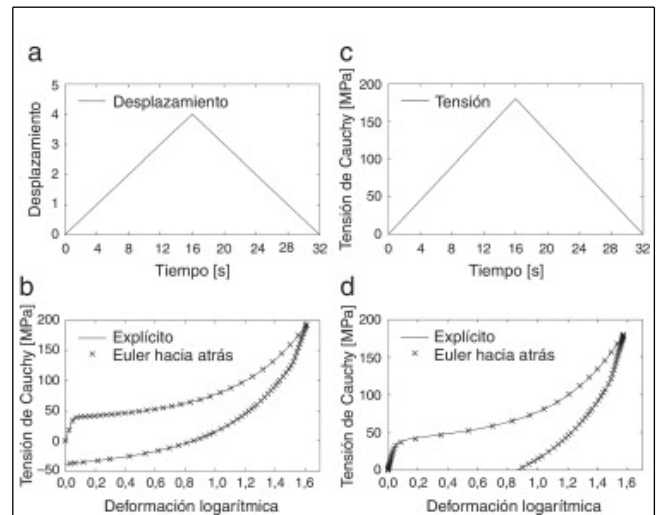 a
5
4
3
2
1
0
Desplazamiento
Desplazamiento
0 4 8 12 16 20 24 28 32
Tiempo [s]
c
200
150
100
50
0
Tensión de Cauchy [MPa]
Tensión
0 4 8 12 16 20 24 28 32
Tiempo [s]
b
200
150
100
50
0
−50
Tensión de Cauchy [MPa]
Explícito
Euler hacia atrás
0,0 0,2 0,4 0,6 0,8 1,0 1,2 1,4 1,6
Deformación logarítmica
d
200
150
100
50
0
Tensión de Cauchy [MPa]
Explícito
Euler hacia atrás
0,0 0,2 0,4 0,6 0,8 1,0 1,2 1,4 1,6
Deformación logarítmica